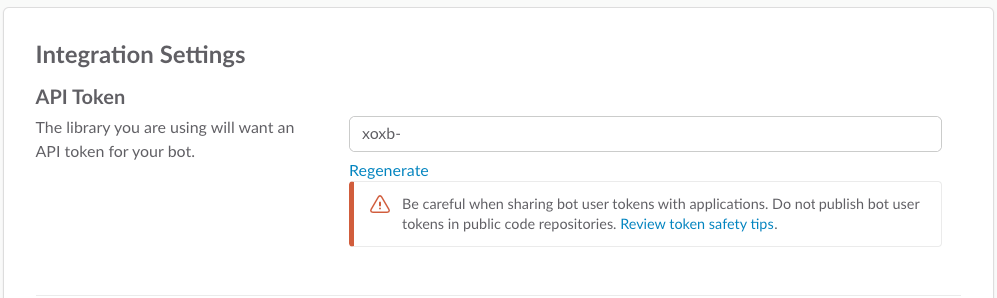 Integration Settings
API Token
The library you are using will want an
API token for your bot.
xoxb-
Regenerate
Be careful when sharing bot user tokens with applications. Do not publish bot user
tokens in public code repositories. Review token safety tips.